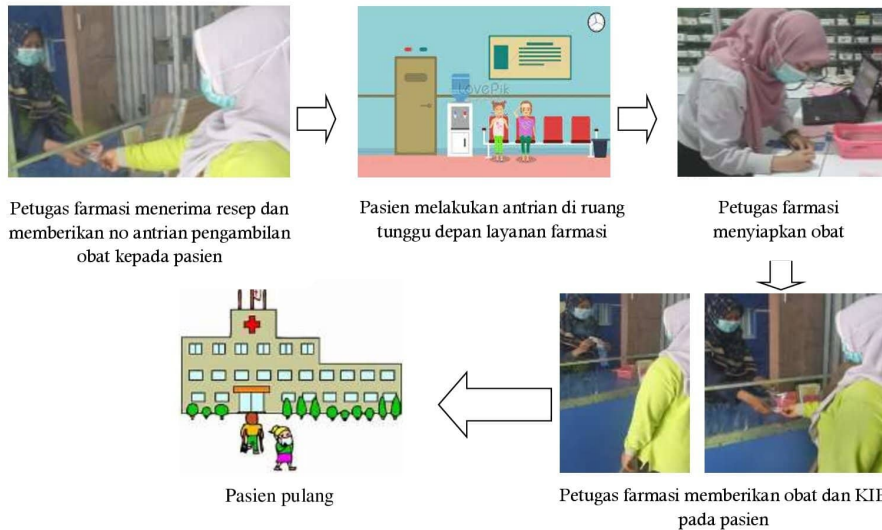 LovePik
Petugas farmasi menerima resep dan
memberikan no antrian pengambilan
obat kepada pasien
Pasien melakukan antrian di ruang
tunggu depan layanan farmasi
Petugas farmasi
menyiapkan obat
Petugas farmasi memberikan obat dan KIE
pada pasien
Pasien pulang